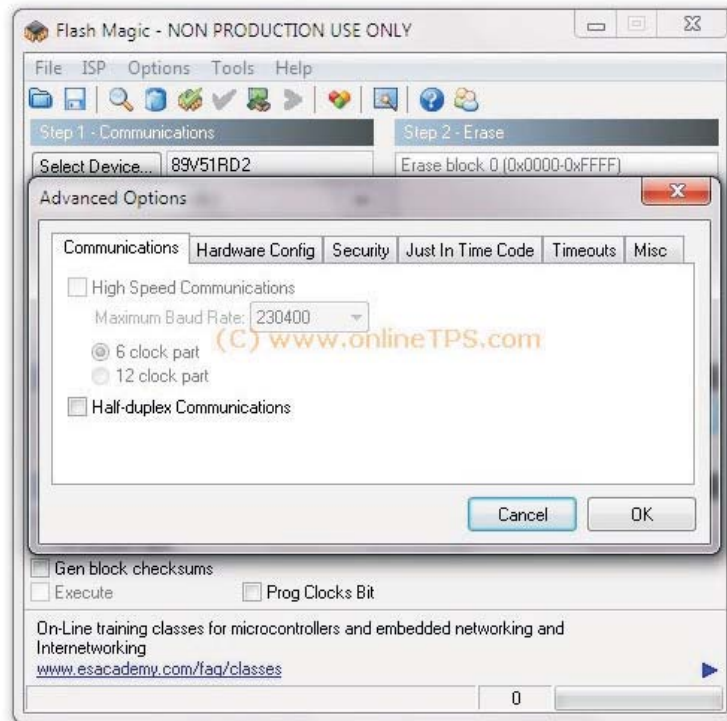 Flash Magic - NON PRODUCTION USE ONLY
File ISP Options Tools Help
Step 1 - Communications
Step 2 - Erase
Select Device... 89V51RD2
Erase block 0 (0x0000-0xFFFF)
Advanced Options
Communications Hardware Config Security Just In Time Code Timeouts Misc
High Speed Communications
Maximum Baud Rate: 230400
(C) www.onlineTPS.com
6 clock part
12 clock part
Half-duplex Communications
Cancel OK
Gen block checksums
Execute Prog Clocks Bit
On-Line training classes for microcontrollers and embedded networking and
Internetworking
www.esacademy.com/faq/classes
0